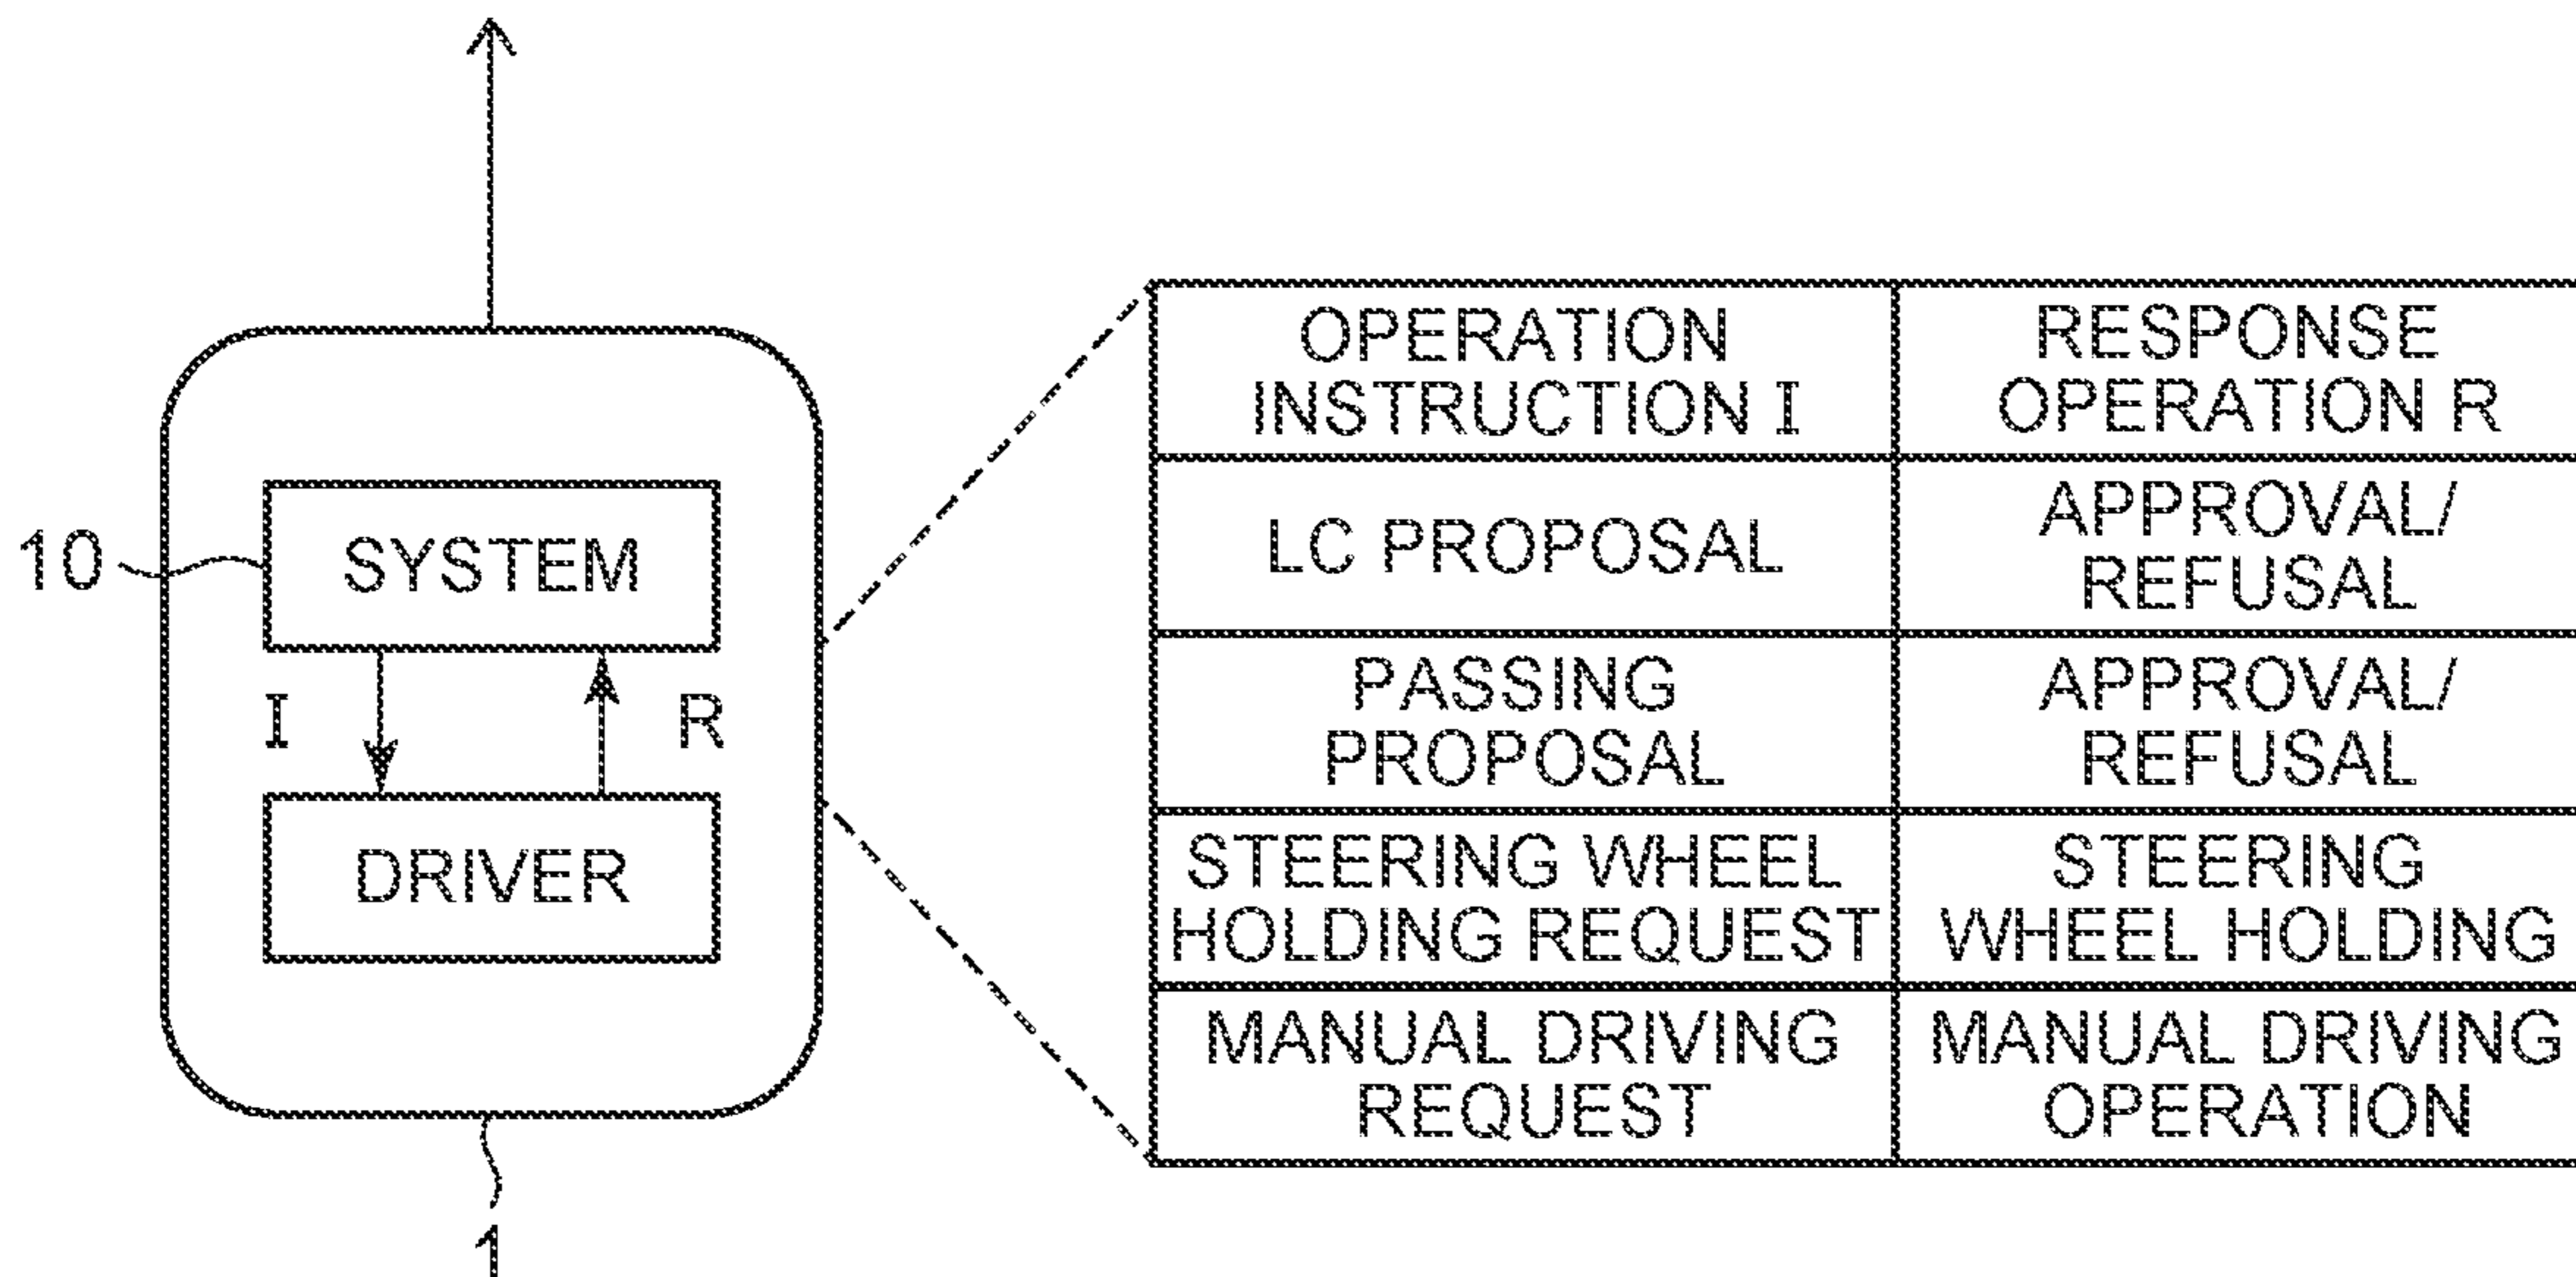 10
SYSTEM
I
R
DRIVER
1
OPERATION
INSTRUCTION I
RESPONSE
OPERATION R
LC PROPOSAL
APPROVAL/
REFUSAL
PASSING
PROPOSAL
APPROVAL/
REFUSAL
STEERING WHEEL
HOLDING REQUEST
STEERING
WHEEL HOLDING
MANUAL DRIVING
REQUEST
MANUAL DRIVING
OPERATION